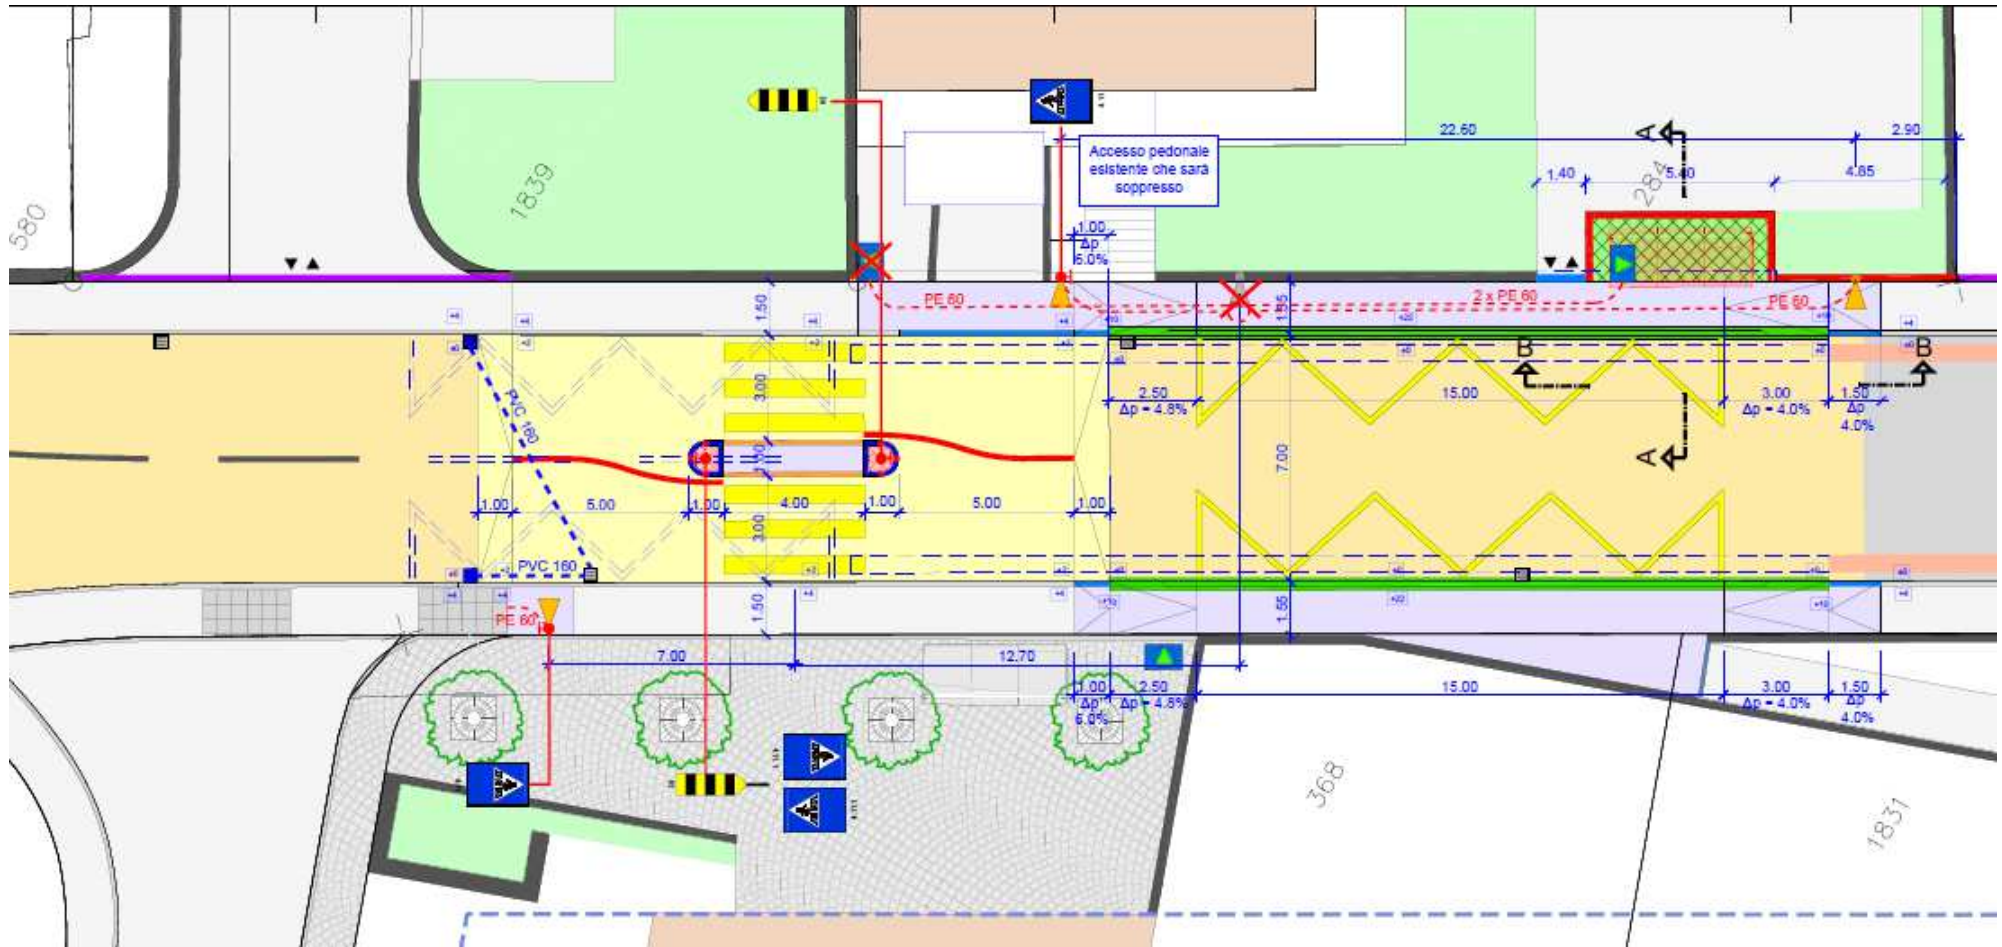 580
1839
Accesso pedonale
esistente che sarà
soppresso
22.60
2.90
A
1.40
5.40
4.85
284
1.00
Δp
6.0%
PE 60
2 x PE 60
PE 60
1.50
1.55
B
B
PVC 160
3.00
2.50
Δp = 4.8%
15.00
3.00
Δp = 4.0%
1.50
Δp
4.0%
1.00
7.00
A
1.00
5.00
1.00
4.00
1.00
5.00
1.00
3.00
PVC 160
PE 60
1.50
1.55
7.00
12.70
1.00
Δp
6.0%
2.50
Δp = 4.8%
15.00
3.00
Δp = 4.0%
1.50
Δp
4.0%
368
1831